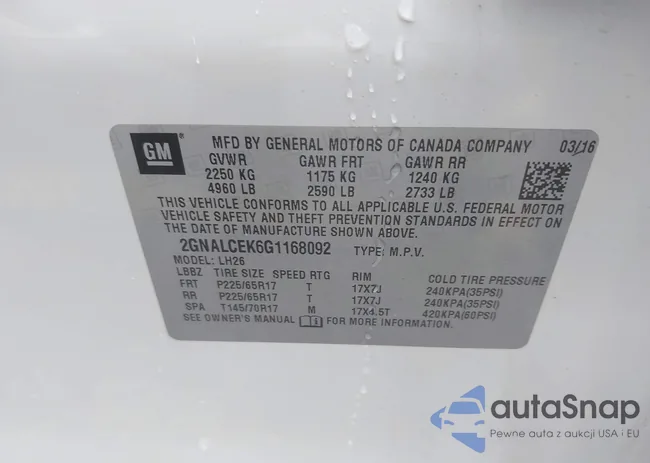 GM MFD BY GENERAL MOTORS OF CANADA COMPANY 03/16
GVWR GAWR FRT GAWR RR
2250 KG 1175 KG 1240 KG
4960 LB 2590 LB 2733 LB
THIS VEHICLE CONFORMS TO ALL APPLICABLE U.S. FEDERAL MOTOR
VEHICLE SAFETY AND THEFT PREVENTION STANDARDS IN EFFECT ON
THE DATE OF MANUFACTURE SHOWN ABOVE.
2GNALCEK6G1168092 TYPE: M.P.V.
MODEL: LH26
LBBZ TIRE SIZE SPEED RTG RIM COLD TIRE PRESSURE
FRT P225/65R17 T 17X7J 240KPA(35PSI)
RR P225/65R17 T 17X7J 240KPA(35PSI)
SPA T145/70R17 M 17X4.5T 420KPA(60PSI)
SEE OWNER'S MANUAL FOR MORE INFORMATION.
autaSnap
Pewne auta z aukcji USA i EU